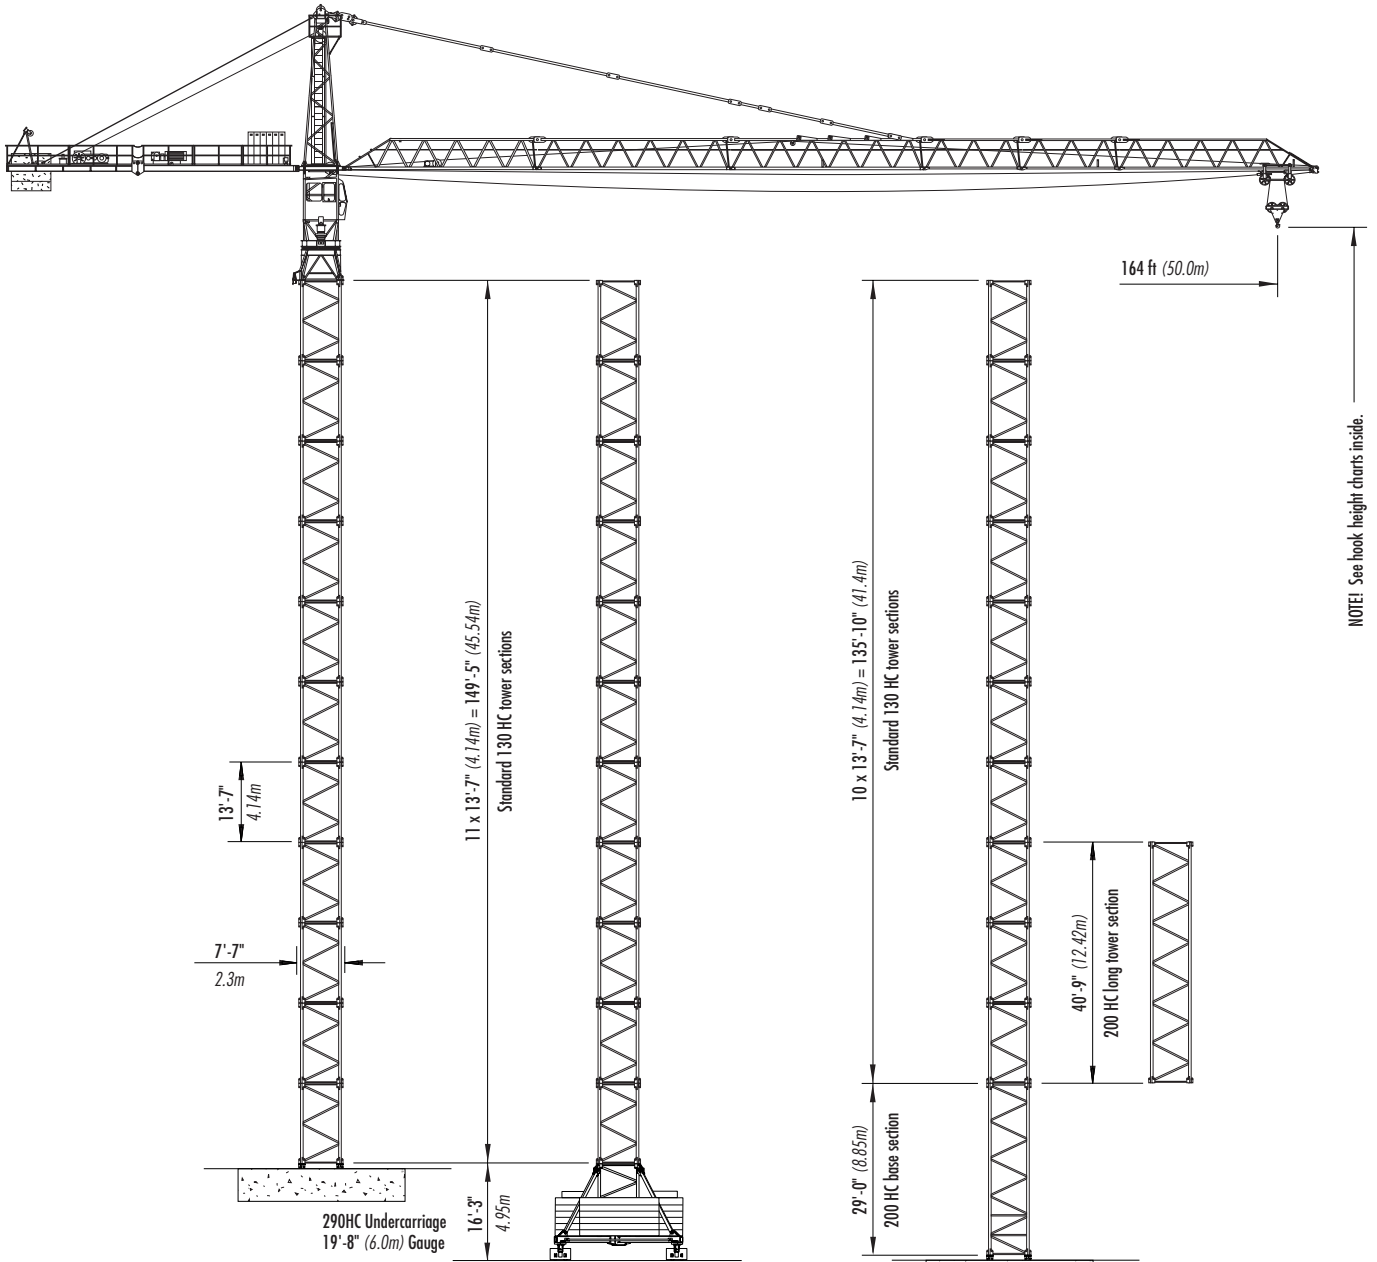 164 ft (50.0m)
NOTE! See hook height charts inside.
11 x 13'-7" (4.14m) = 149'-5" (45.54m)
Standard 130 HC tower sections
10 x 13'-7" (4.14m) = 135'-10" (41.4m)
Standard 130 HC tower sections
13'-7"
4.14m
7'-7"
2.3m
40'-9" (12.42m)
200 HC long tower section
29'-0" (8.85m)
200 HC base section
16'-3"
4.95m
290HC Undercarriage
19'-8" (6.0m) Gauge